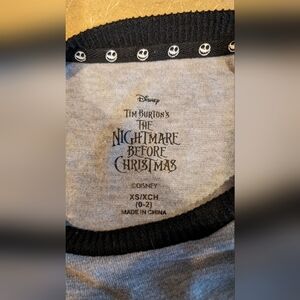 Disney
TIM BURTON'S
THE
NIGHTMARE
BEFORE
CHRISTMAS
©DISNEY
XS/XCH
(0-2)
MADE IN CHINA